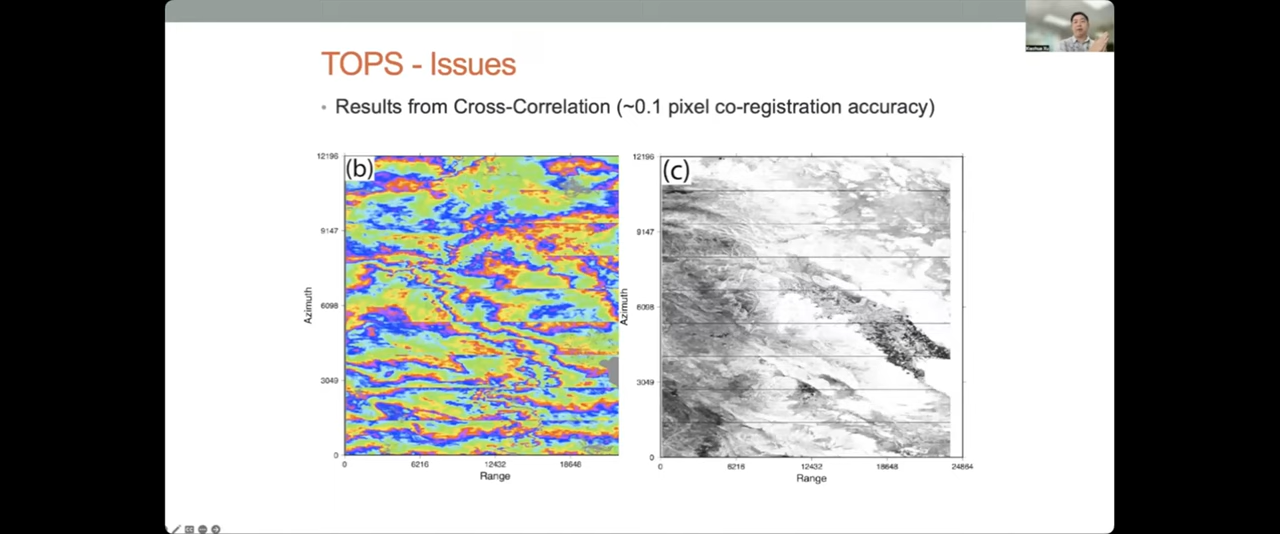 TOPS - Issues
• Results from Cross-Correlation (~0.1 pixel co-registration accuracy)
(b)
12196
9147
6098
3049
0
Azimuth
0 6216 12432 18648
Range
(c)
12196
9147
6098
3049
0
Azimuth
0 6216 12432 18648 24864
Range